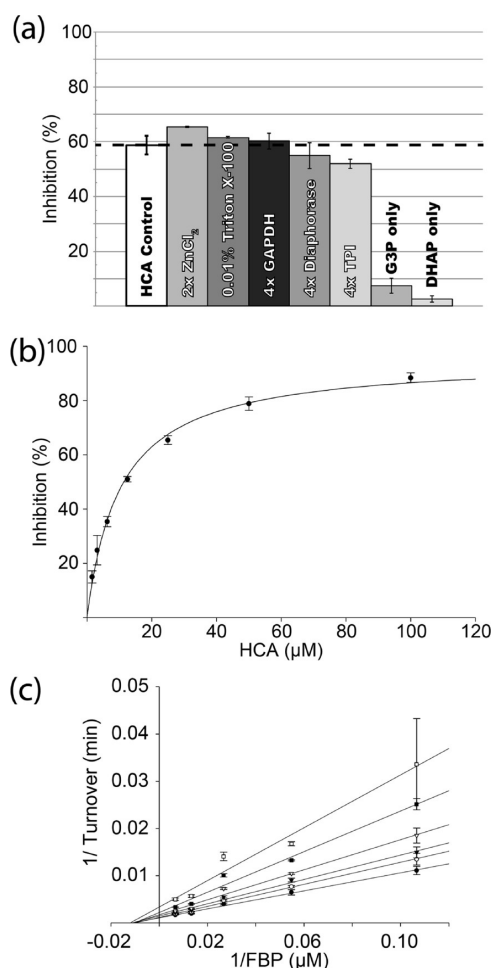 (a)
100
80
60
40
20
Inhibition (%)
HCA Control
2x ZnCl₂
0.01% Triton X-100
4x GAPDH
4x Diaphorase
4x TPI
G3P only
DHAP only
(b)
100
80
60
40
20
Inhibition (%)
20 40 60 80 100 120
HCA (µM)
(c)
0.05
0.04
0.03
0.02
0.01
1/ Turnover (min)
-0.02 0.02 0.06 0.10
1/FBP (µM)